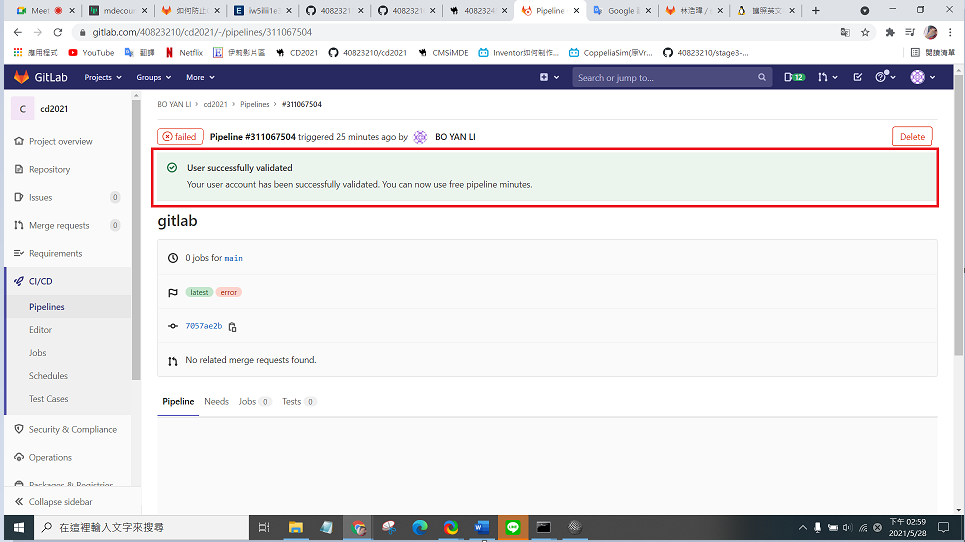 Meet
mdecour
如何防止
iw5iii1e
4082321
4082321
4082324
Pipeline
Google
林浩瑋 /
護照英文
gitlab.com/40823210/cd2021/-/pipelines/311067504
應用程式
YouTube
翻譯
Netflix
伊莉影片區
CD2021
40823210/cd2021
CMSiMDE
Inventor如何制作...
CoppeliaSim(原Vr...
40823210/stage3-...
閱讀清單
GitLab
Projects
Groups
More
Search or jump to...
12
C
cd2021
Project overview
Repository
Issues 0
Merge requests 0
Requirements
CI/CD
Pipelines
Editor
Jobs
Schedules
Test Cases
Security & Compliance
Operations
Packages & Registries
Collapse sidebar
BO YAN LI > cd2021 > Pipelines > #311067504
failed Pipeline #311067504 triggered 25 minutes ago by BO YAN LI
Delete
User successfully validated
Your user account has been successfully validated. You can now use free pipeline minutes.
gitlab
0 jobs for main
latest error
7057ae2b
No related merge requests found.
Pipeline Needs Jobs 0 Tests 0
在這裡輸入文字來搜尋
下午 02:59
2021/5/28